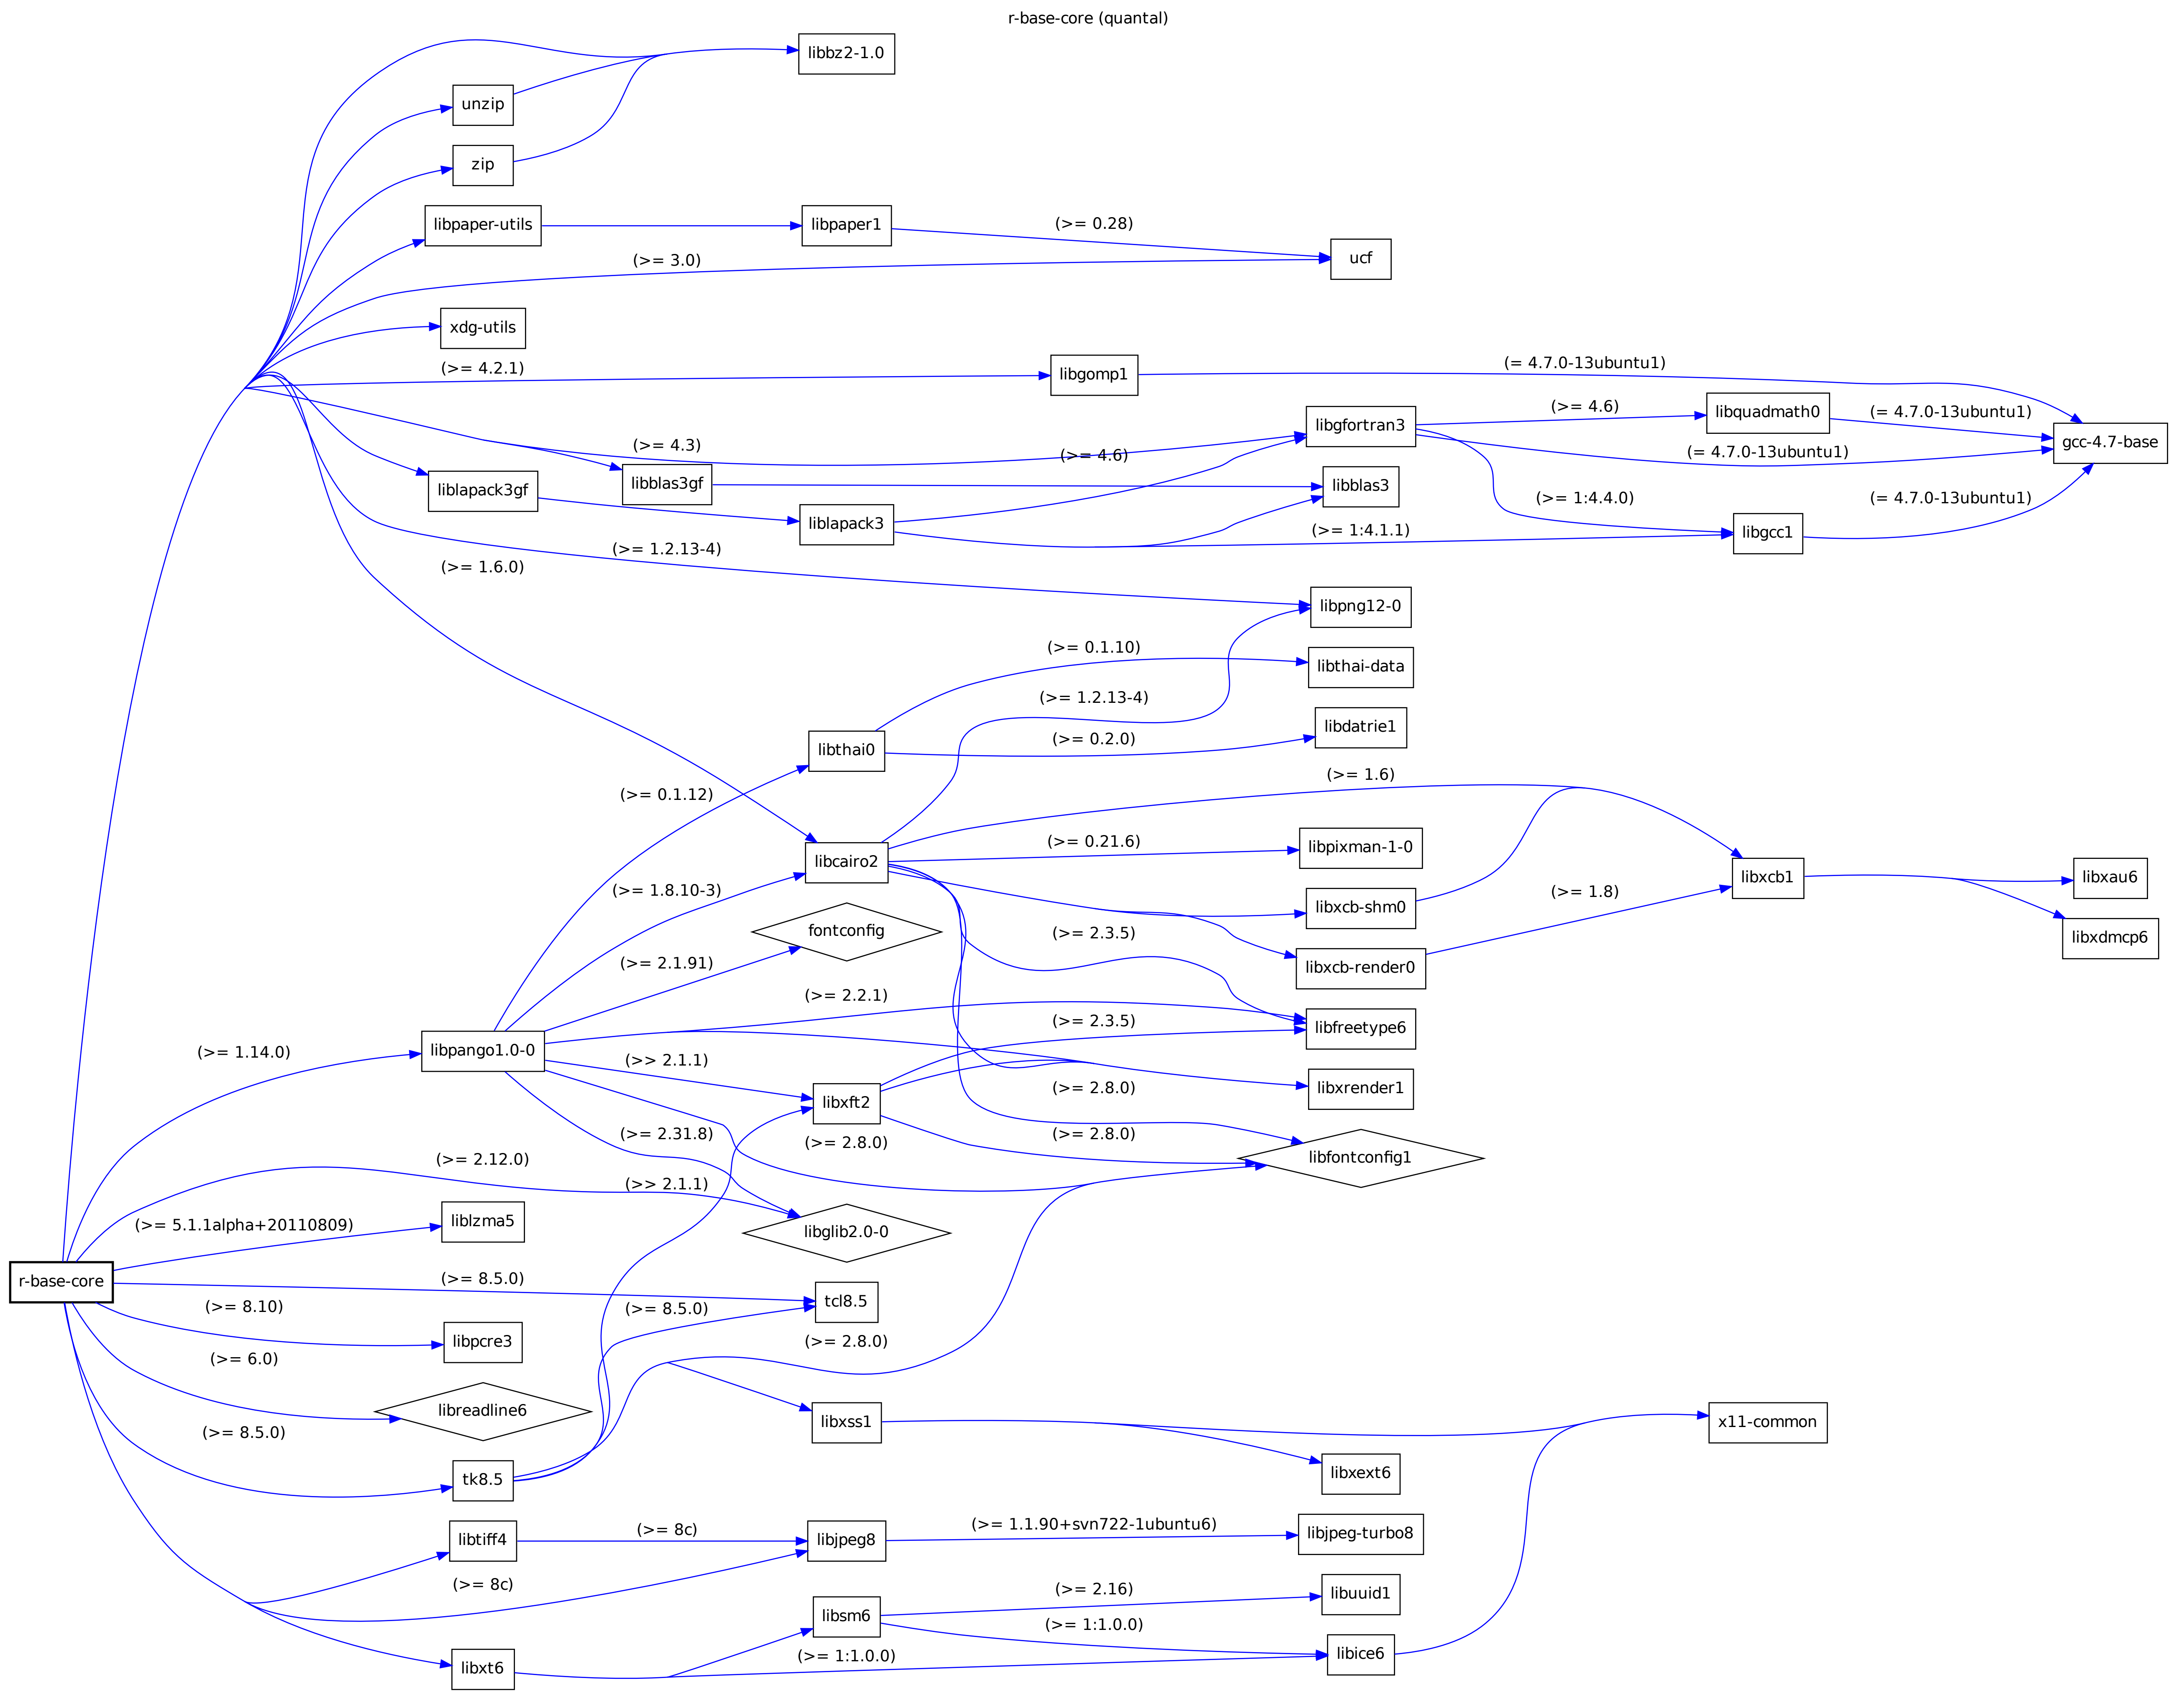 r-base-core (quantal)
libbz2-1.0
unzip
zip
libpaper-utils
libpaper1
(>= 0.28)
ucf
(>= 3.0)
xdg-utils
(>= 4.2.1)
libgomp1
(= 4.7.0-13ubuntu1)
libgfortran3
(>= 4.6)
libquadmath0
(= 4.7.0-13ubuntu1)
gcc-4.7-base
(>= 4.3)
(>= 4.6)
(= 4.7.0-13ubuntu1)
liblapack3gf
libblas3gf
libblas3
(>= 1:4.4.0)
(= 4.7.0-13ubuntu1)
liblapack3
(>= 1:4.1.1)
libgcc1
(>= 1.2.13-4)
(>= 1.6.0)
libpng12-0
(>= 0.1.10)
libthai-data
(>= 1.2.13-4)
libdatrie1
libthai0
(>= 0.2.0)
(>= 0.1.12)
(>= 1.6)
libcairo2
(>= 0.21.6)
libpixman-1-0
libxcb1
libxau6
(>= 1.8.10-3)
(>= 1.8)
libxcb-shm0
fontconfig
(>= 2.3.5)
libxdmcp6
(>= 2.1.91)
libxcb-render0
(>= 2.2.1)
(>= 2.3.5)
libfreetype6
(>= 1.14.0)
libpango1.0-0
(>> 2.1.1)
libxft2
(>= 2.8.0)
libxrender1
(>= 2.31.8)
(>= 2.8.0)
(>= 2.8.0)
libfontconfig1
(>= 2.12.0)
(>> 2.1.1)
(>= 5.1.1alpha+20110809)
liblzma5
libglib2.0-0
r-base-core
(>= 8.5.0)
tcl8.5
(>= 8.10)
(>= 8.5.0)
libpcre3
(>= 2.8.0)
(>= 6.0)
libreadline6
(>= 8.5.0)
libxss1
x11-common
tk8.5
libxext6
libtiff4
(>= 8c)
libjpeg8
(>= 1.1.90+svn722-1ubuntu6)
libjpeg-turbo8
(>= 8c)
libsm6
(>= 2.16)
libuuid1
(>= 1:1.0.0)
libxt6
(>= 1:1.0.0)
libice6